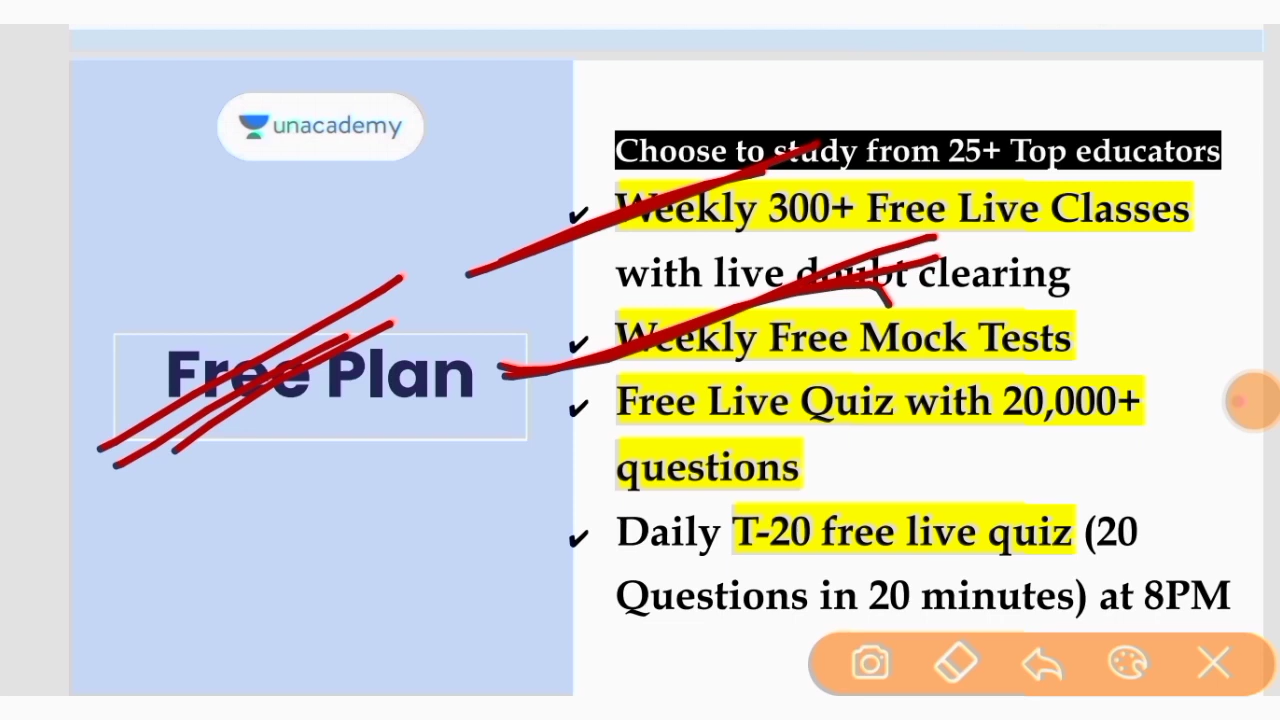 unacademy
Free Plan
Choose to study from 25+ Top educators
✔ Weekly 300+ Free Live Classes
with live doubt clearing
✔ Weekly Free Mock Tests
✔ Free Live Quiz with 20,000+
questions
✔ Daily T-20 free live quiz (20
Questions in 20 minutes) at 8PM